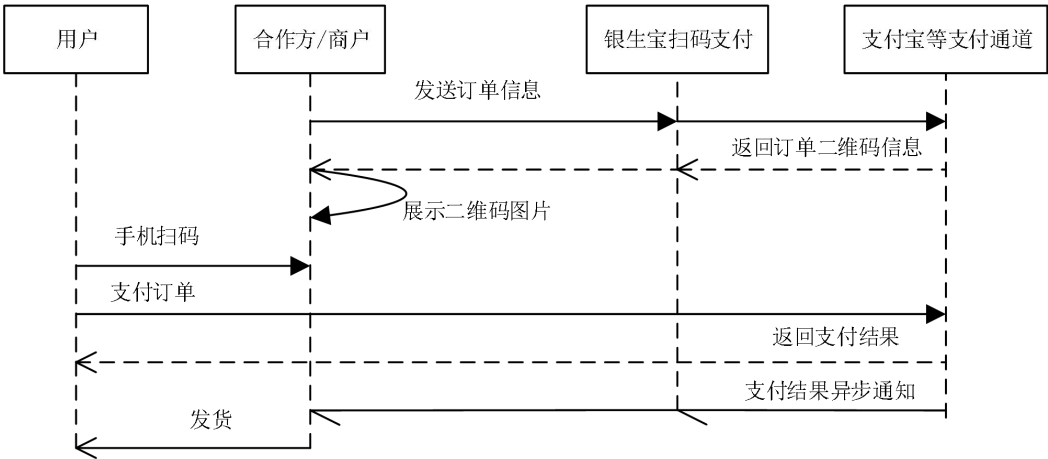 用户
合作方/商户
银生宝扫码支付
支付宝等支付通道
发送订单信息
返回订单二维码信息
展示二维码图片
手机扫码
支付订单
返回支付结果
支付结果异步通知
发货